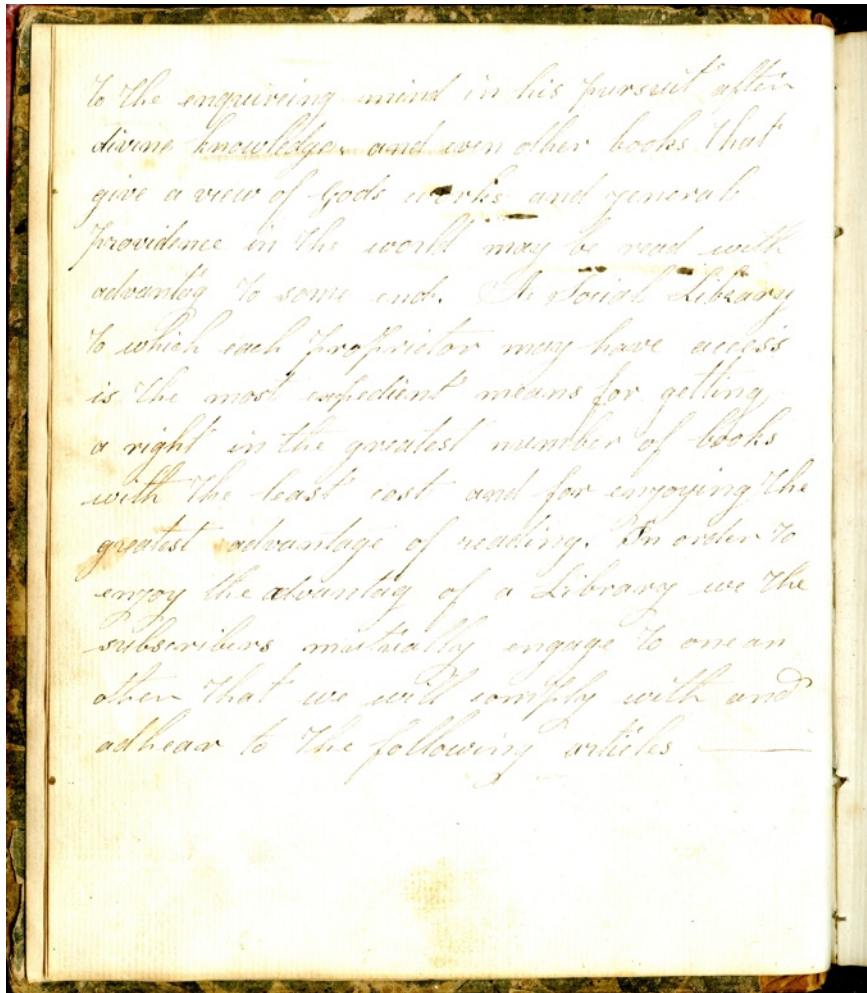 to the enquireing mind in his pursuit after
divine knowledge. and even other books that
give a view of Gods works and general
Providence in the world may be read with
advantag to some end. A Social Library
to which each Proprietor may have access
is the most expedient means for getting
a right in the greatest number of books
with the least cost and for enjoying the
greatest advantage of reading. In order to
enjoy the advantag of a Library we the
subscribers mutually engage to one an
other that we will comply with and
adhear to the following articles —